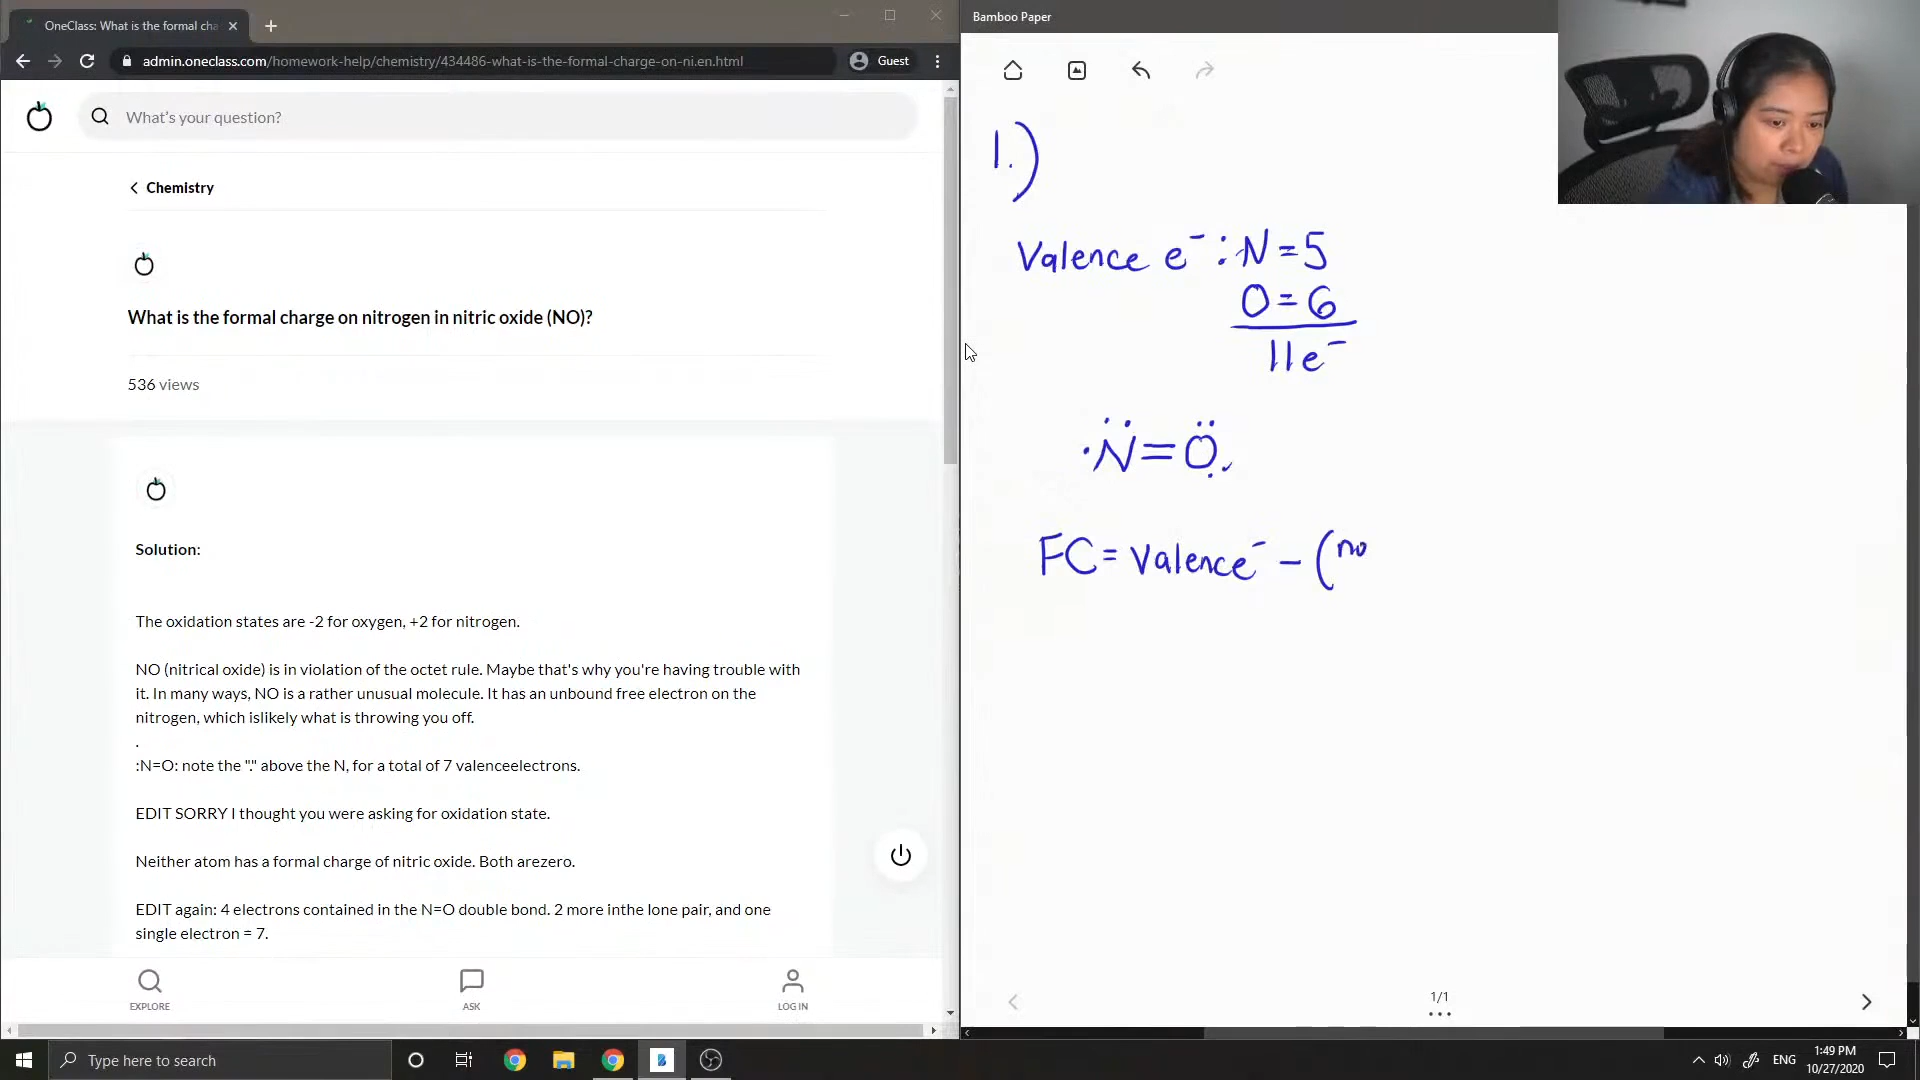 OneClass: What is the formal cha
admin.oneclass.com/homework-help/chemistry/434486-what-is-the-formal-charge-on-ni.en.html
Guest
What's your question?
Chemistry
What is the formal charge on nitrogen in nitric oxide (NO)?
536 views
Solution:
The oxidation states are -2 for oxygen, +2 for nitrogen.
NO (nitrical oxide) is in violation of the octet rule. Maybe that's why you're having trouble with
it. In many ways, NO is a rather unusual molecule. It has an unbound free electron on the
nitrogen, which islikely what is throwing you off.
.
:N=O: note the "." above the N, for a total of 7 valenceelectrons.
EDIT SORRY I thought you were asking for oxidation state.
Neither atom has a formal charge of nitric oxide. Both arezero.
EDIT again: 4 electrons contained in the N=O double bond. 2 more inthe lone pair, and one
single electron = 7.
EXPLORE
ASK
LOG IN
Bamboo Paper
1.)
Valence e⁻ : N = 5
O = 6
11e⁻
·N̈=Ö:
FC = Valence⁻ - (no
1/1
Type here to search
ENG
1:49 PM
10/27/2020